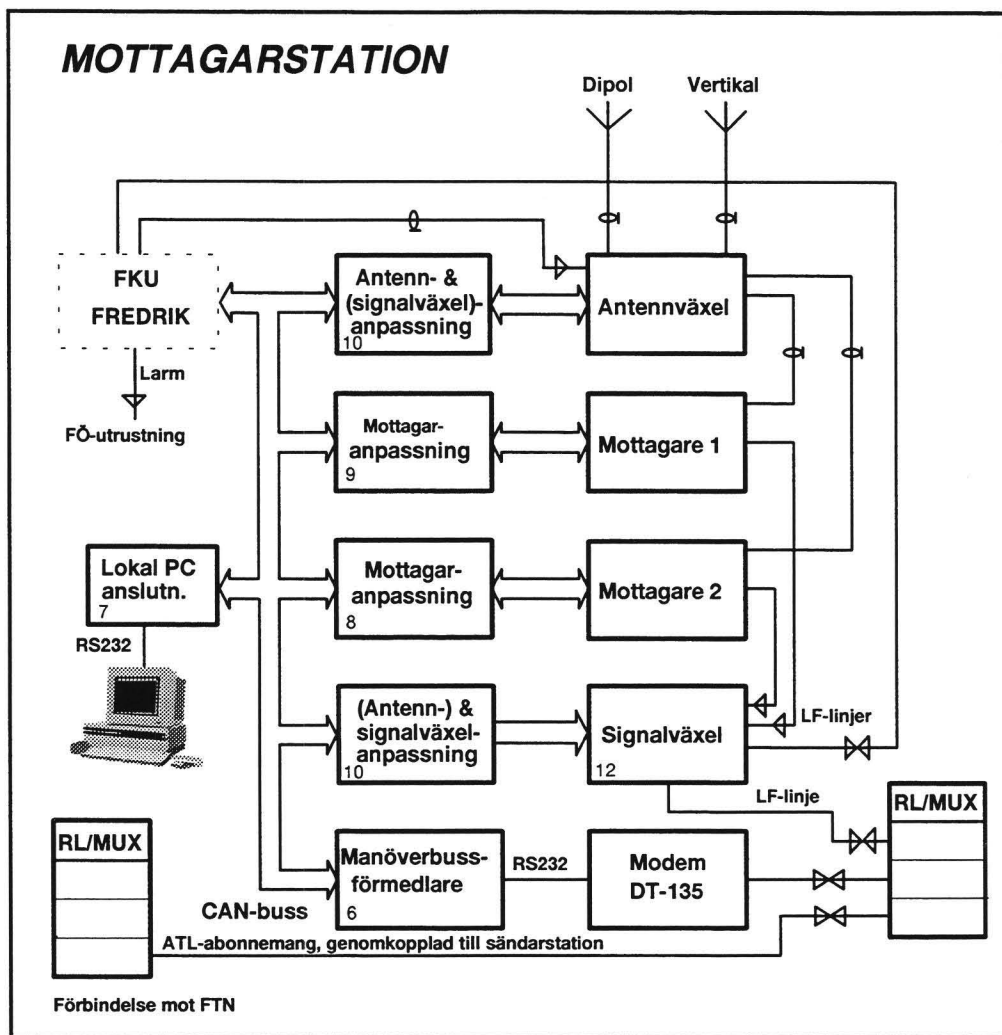 MOTTAGARSTATION
Dipol
Vertikal
FKU
FREDRIK
Antenn- &
(signalväxel)-
anpassning
10
Antennväxel
Larm
FÖ-utrustning
Mottagar-
anpassning
9
Mottagare 1
Lokal PC
anslutn.
7
Mottagar-
anpassning
8
Mottagare 2
RS232
(Antenn-) &
signalväxel-
anpassning
10
Signalväxel
12
LF-linjer
LF-linje
RL/MUX
RL/MUX
Manöverbuss-
förmedlare
6
RS232
Modem
DT-135
CAN-buss
ATL-abonnemang, genomkopplad till sändarstation
Förbindelse mot FTN